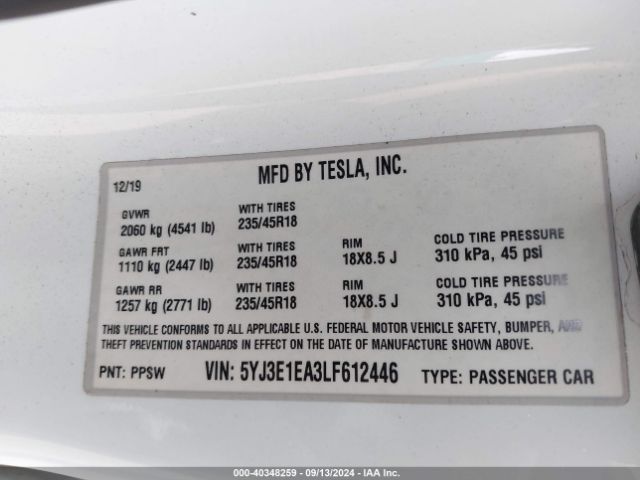 MFD BY TESLA, INC.
12/19
GVWR WITH TIRES
2060 kg (4541 lb) 235/45R18
GAWR FRT WITH TIRES RIM COLD TIRE PRESSURE
1110 kg (2447 lb) 235/45R18 18X8.5 J 310 kPa, 45 psi
GAWR RR WITH TIRES RIM COLD TIRE PRESSURE
1257 kg (2771 lb) 235/45R18 18X8.5 J 310 kPa, 45 psi
THIS VEHICLE CONFORMS TO ALL APPLICABLE U.S. FEDERAL MOTOR VEHICLE SAFETY, BUMPER, AND
THEFT PREVENTION STANDARDS IN EFFECT ON THE DATE OF MANUFACTURE SHOWN ABOVE.
PNT: PPSW VIN: 5YJ3E1EA3LF612446 TYPE: PASSENGER CAR
000-40348259 - 09/13/2024 - IAA Inc.